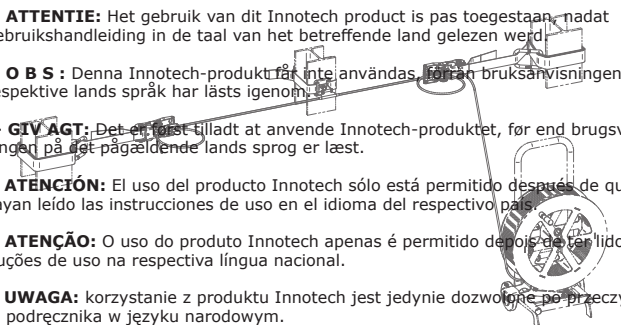 ATTENTIE: Het gebruik van dit Innotech product is pas toegestaan, nadat
ebruikshandleiding in de taal van het betreffende land gelezen werd.
O B S : Denna Innotech-produkt får inte användas, förrän bruksanvisningen
espektive lands språk har lästs igenom.
GIV AGT: Det er først tilladt at anvende Innotech-produktet, før end brugsv
ngen på det pågældende lands sprog er læst.
ATENCIÓN: El uso del producto Innotech sólo está permitido después de qu
ayan leído las instrucciones de uso en el idioma del respectivo país.
ATENÇÃO: O uso do produto Innotech apenas é permitido depois de ter lido
uções de uso na respectiva língua nacional.
UWAGA: korzystanie z produktu Innotech jest jedynie dozwolone po przeczy
podręcznika w języku narodowym.